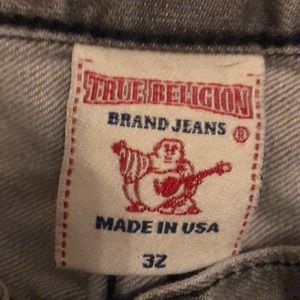 TRUE RELIGION
BRAND JEANS ®
MADE IN USA
32